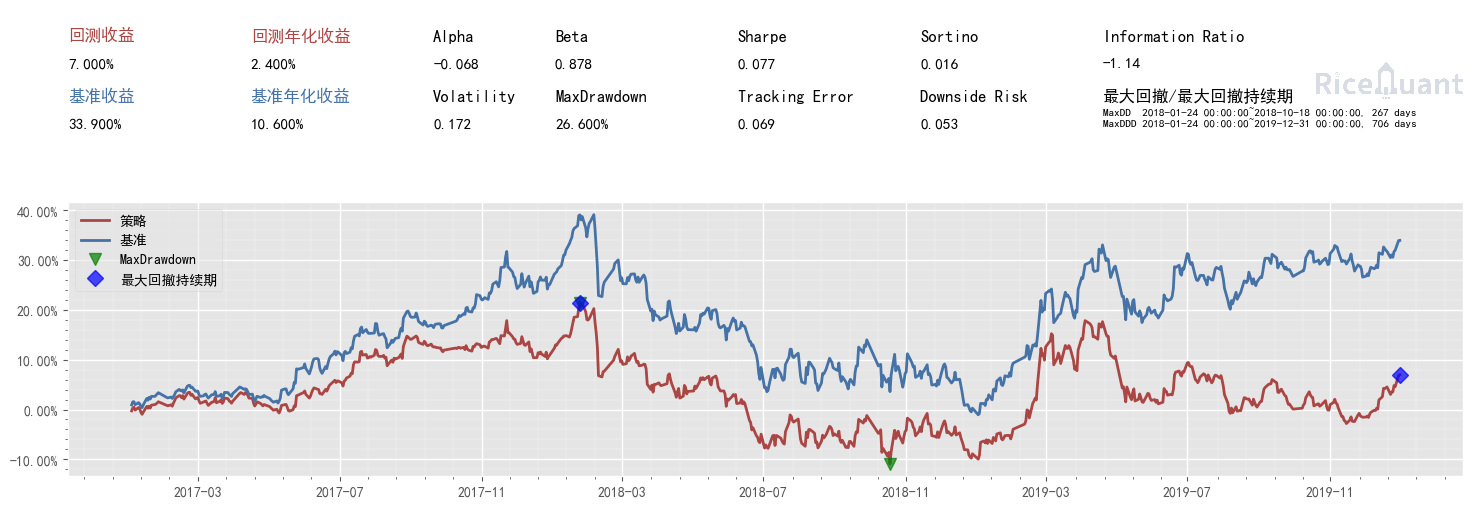 回测收益 回测年化收益 Alpha Beta Sharpe Sortino Information Ratio
7.000% 2.400% -0.068 0.878 0.077 0.016 -1.14
RiceQuant
基准收益 基准年化收益 Volatility MaxDrawdown Tracking Error Downside Risk 最大回撤/最大回撤持续期
33.900% 10.600% 0.172 26.600% 0.069 0.053
MaxDD 2018-01-24 00:00:00~2018-10-18 00:00:00, 267 days
MaxDDD 2018-01-24 00:00:00~2019-12-31 00:00:00, 706 days
40.00%
30.00%
20.00%
10.00%
0.00%
-10.00%
策略
基准
MaxDrawdown
最大回撤持续期
2017-03 2017-07 2017-11 2018-03 2018-07 2018-11 2019-03 2019-07 2019-11